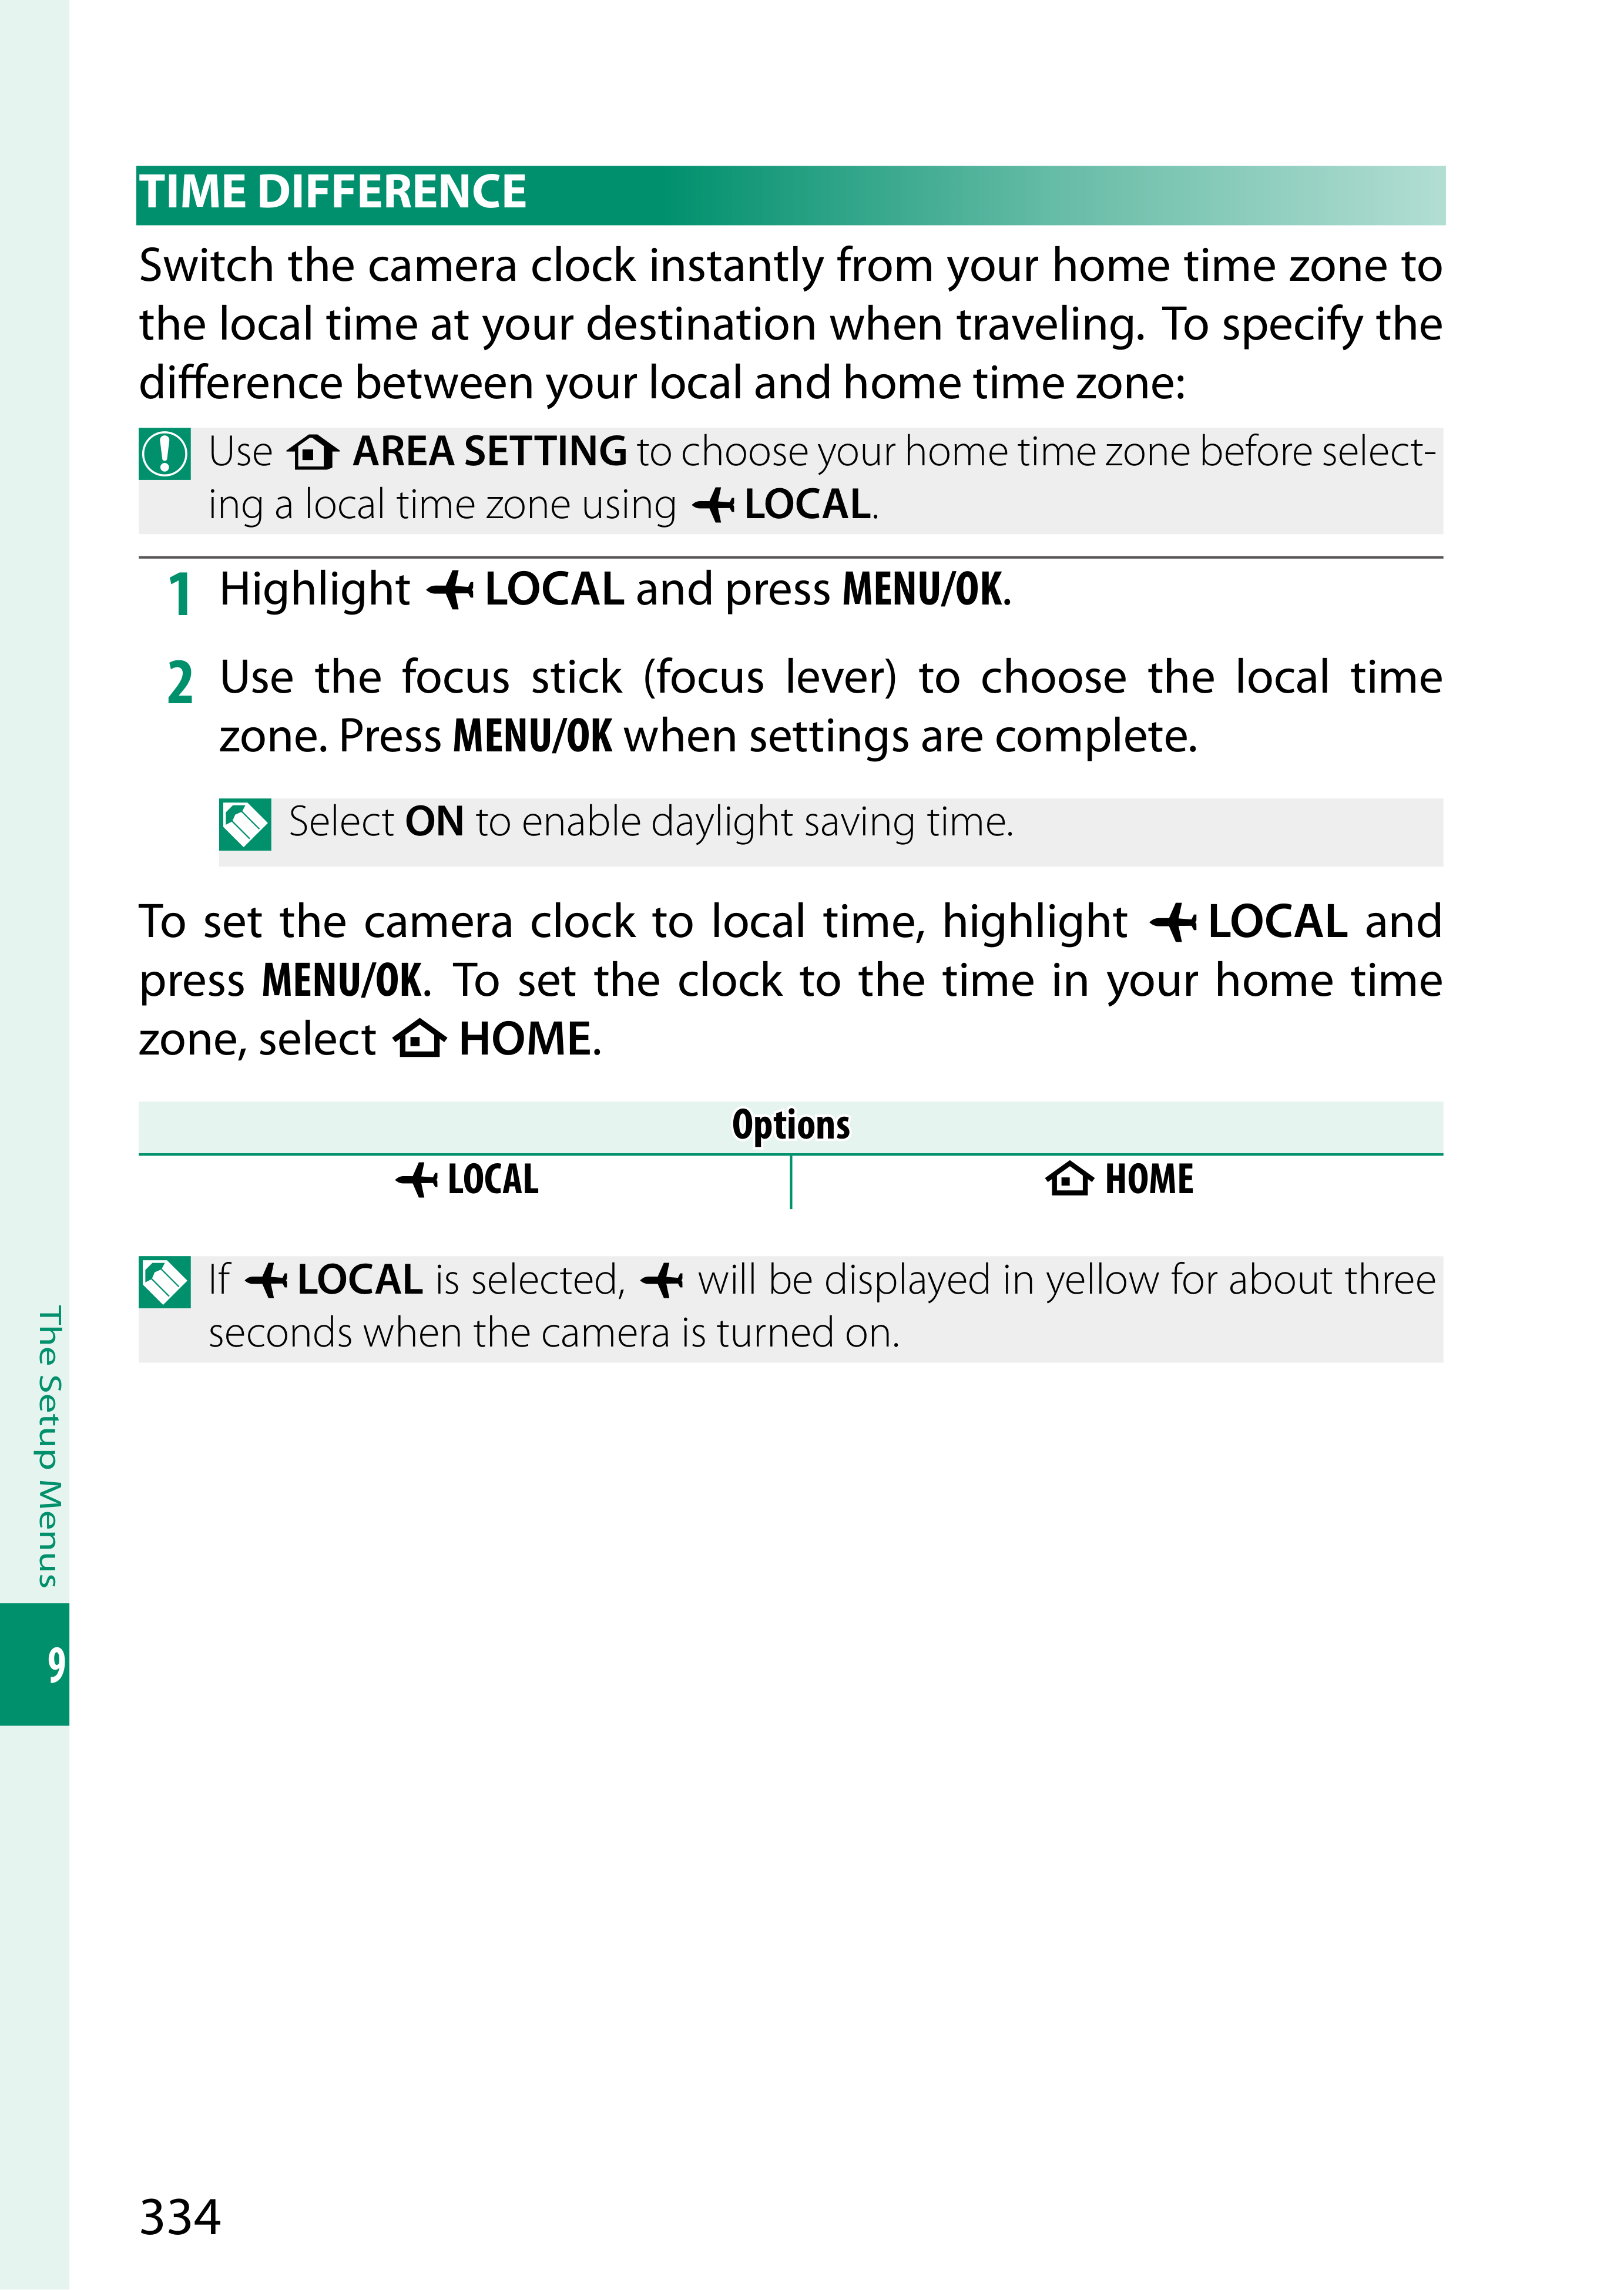 TIME DIFFERENCE
Switch the camera clock instantly from your home time zone to
the local time at your destination when traveling. To specify the
difference between your local and home time zone:
Use AREA SETTING to choose your home time zone before select-
ing a local time zone using LOCAL.
1 Highlight LOCAL and press MENU/OK.
2 Use the focus stick (focus lever) to choose the local time
zone. Press MENU/OK when settings are complete.
Select ON to enable daylight saving time.
To set the camera clock to local time, highlight LOCAL and
press MENU/OK. To set the clock to the time in your home time
zone, select HOME.
Options
LOCAL HOME
If LOCAL is selected, will be displayed in yellow for about three
seconds when the camera is turned on.
The Setup Menus
9
334